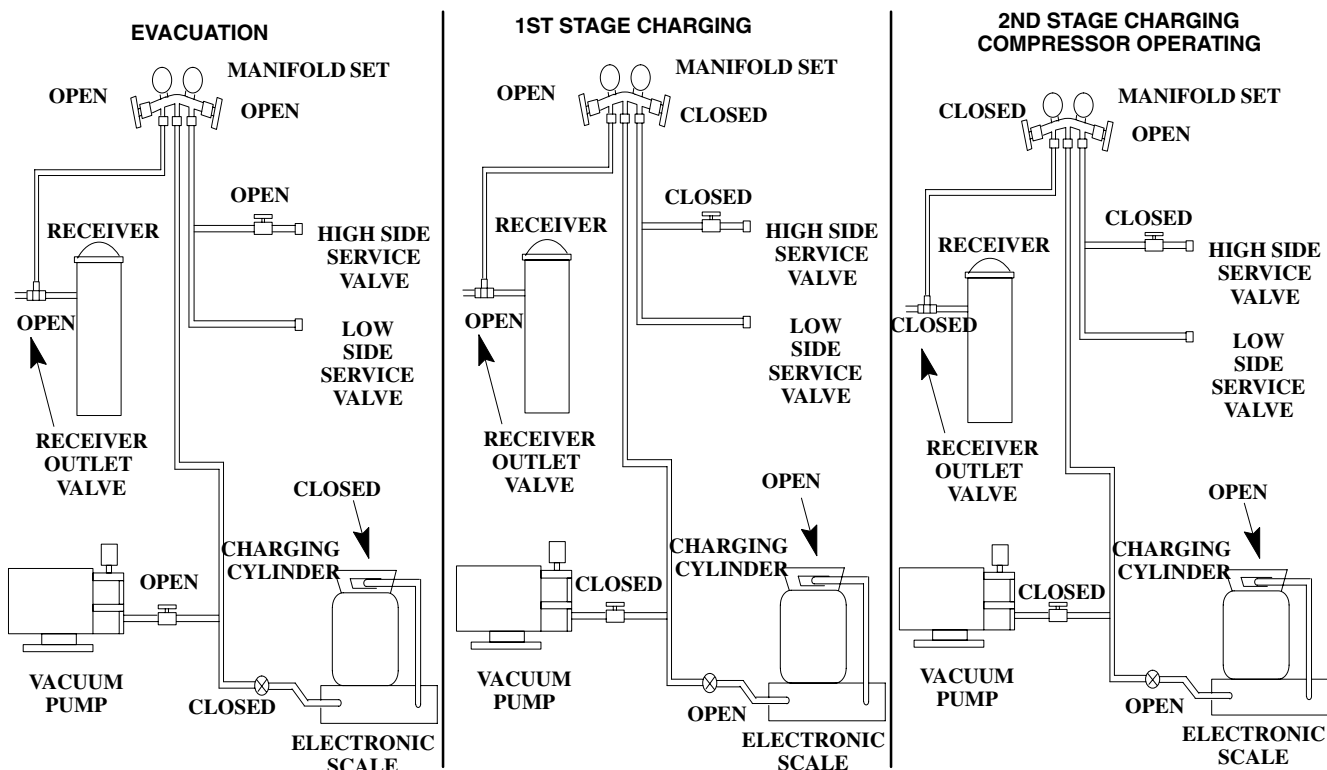 EVACUATION
MANIFOLD SET
OPEN
OPEN
OPEN
RECEIVER
HIGH SIDE
SERVICE
VALVE
OPEN
LOW
SIDE
SERVICE
VALVE
RECEIVER
OUTLET
VALVE
CLOSED
CHARGING
CYLINDER
OPEN
VACUUM
PUMP
CLOSED
ELECTRONIC
SCALE
1ST STAGE CHARGING
MANIFOLD SET
OPEN
CLOSED
CLOSED
RECEIVER
HIGH SIDE
SERVICE
VALVE
OPEN
LOW
SIDE
SERVICE
VALVE
RECEIVER
OUTLET
VALVE
OPEN
CHARGING
CYLINDER
CLOSED
VACUUM
PUMP
OPEN
ELECTRONIC
SCALE
2ND STAGE CHARGING
COMPRESSOR OPERATING
MANIFOLD SET
CLOSED
OPEN
CLOSED
RECEIVER
HIGH SIDE
SERVICE
VALVE
CLOSED
LOW
SIDE
SERVICE
VALVE
RECEIVER
OUTLET
VALVE
OPEN
CHARGING
CYLINDER
CLOSED
VACUUM
PUMP
OPEN
ELECTRONIC
SCALE